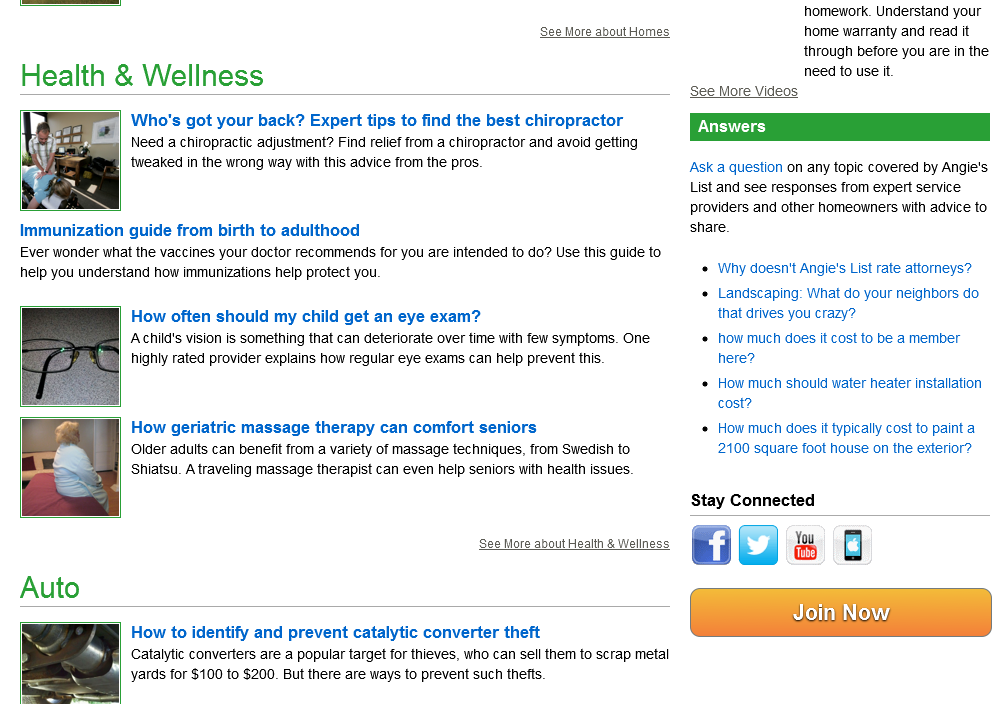 See More about Homes
Health & Wellness
Who's got your back? Expert tips to find the best chiropractor
Need a chiropractic adjustment? Find relief from a chiropractor and avoid getting
tweaked in the wrong way with this advice from the pros.
Immunization guide from birth to adulthood
Ever wonder what the vaccines your doctor recommends for you are intended to do? Use this guide to
help you understand how immunizations help protect you.
How often should my child get an eye exam?
A child's vision is something that can deteriorate over time with few symptoms. One
highly rated provider explains how regular eye exams can help prevent this.
How geriatric massage therapy can comfort seniors
Older adults can benefit from a variety of massage techniques, from Swedish to
Shiatsu. A traveling massage therapist can even help seniors with health issues.
See More about Health & Wellness
Auto
How to identify and prevent catalytic converter theft
Catalytic converters are a popular target for thieves, who can sell them to scrap metal
yards for $100 to $200. But there are ways to prevent such thefts.
homework. Understand your
home warranty and read it
through before you are in the
need to use it.
See More Videos
Answers
Ask a question on any topic covered by Angie's
List and see responses from expert service
providers and other homeowners with advice to
share.
Why doesn't Angie's List rate attorneys?
Landscaping: What do your neighbors do
that drives you crazy?
how much does it cost to be a member
here?
How much should water heater installation
cost?
How much does it typically cost to paint a
2100 square foot house on the exterior?
Stay Connected
f
You
Tube
Join Now